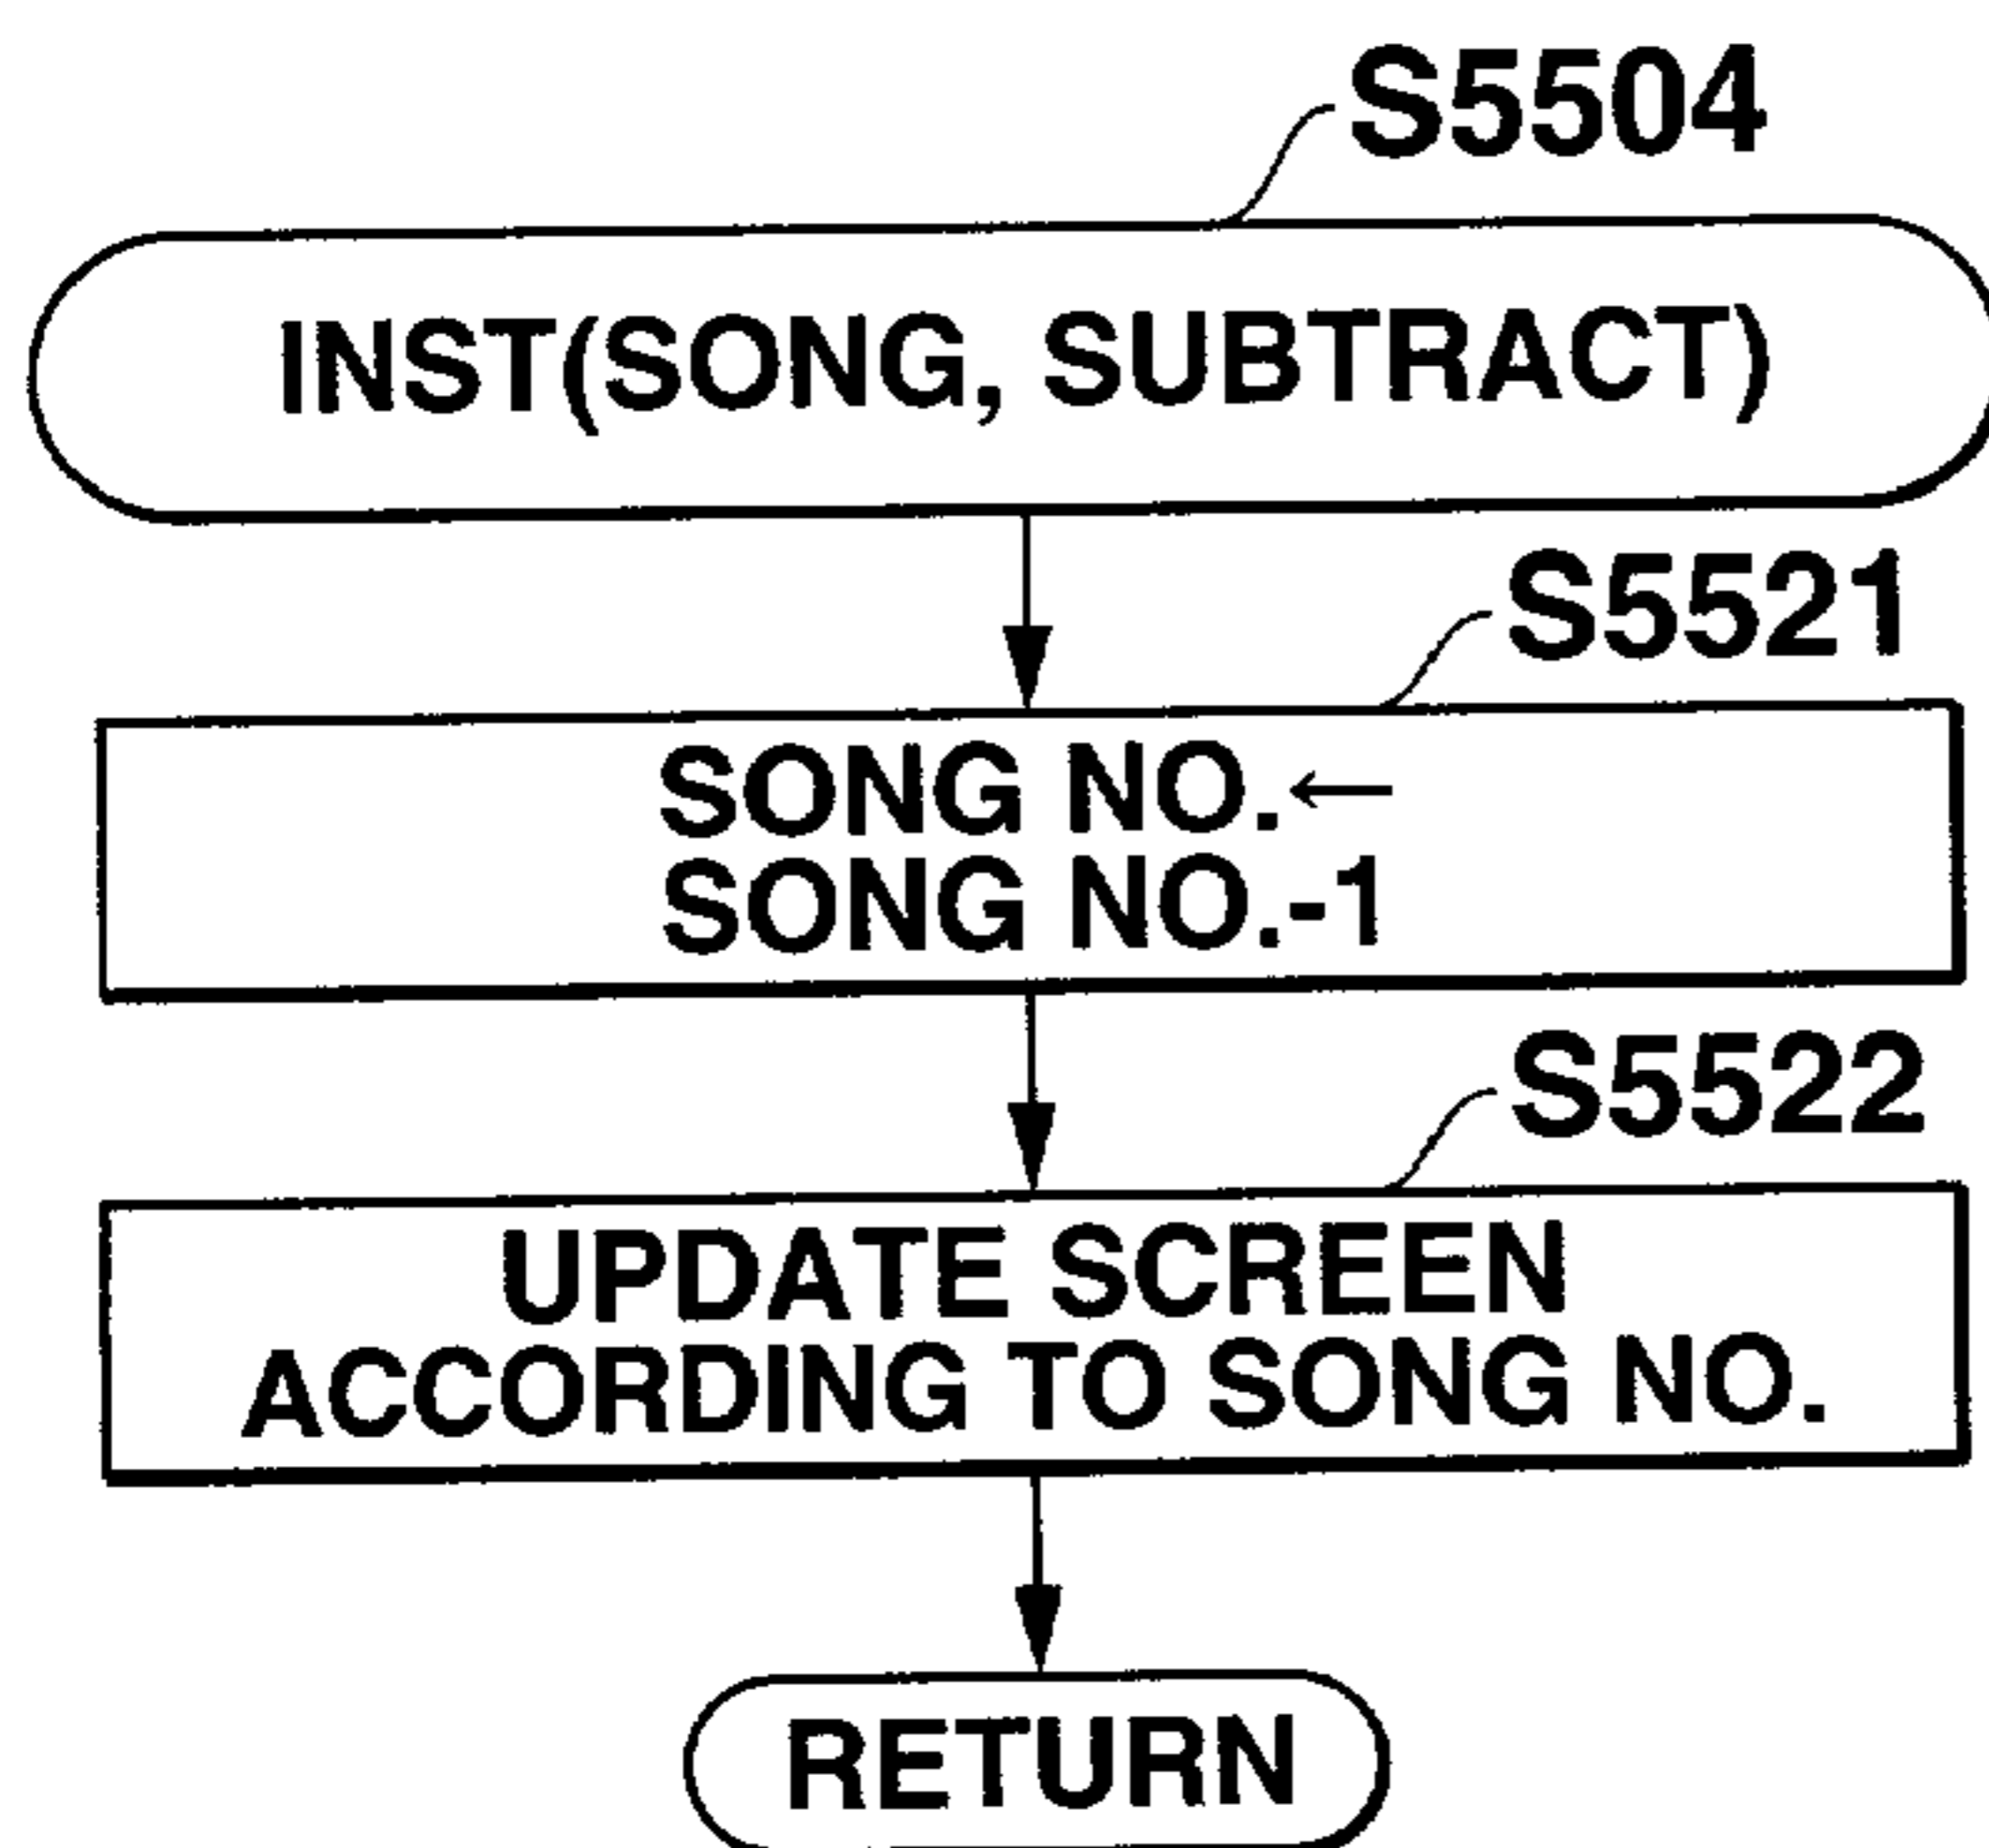 S5504
INST(SONG, SUBTRACT)
S5521
SONG NO.←
SONG NO.-1
S5522
UPDATE SCREEN
ACCORDING TO SONG NO.
RETURN